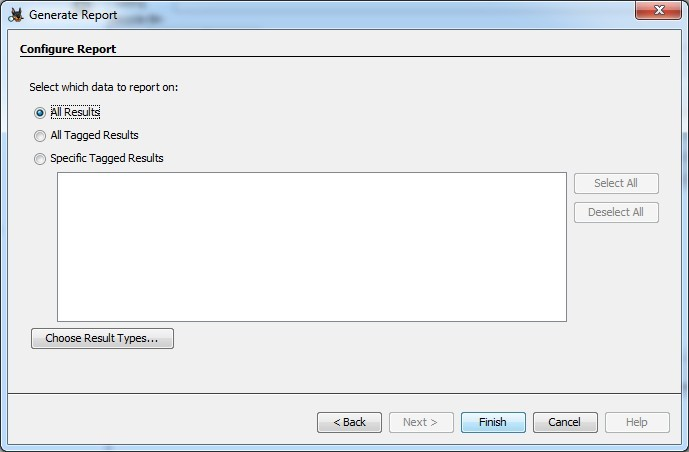 Generate Report
Configure Report
Select which data to report on:
All Results
All Tagged Results
Specific Tagged Results
Select All
Deselect All
Choose Result Types...
< Back
Next >
Finish
Cancel
Help